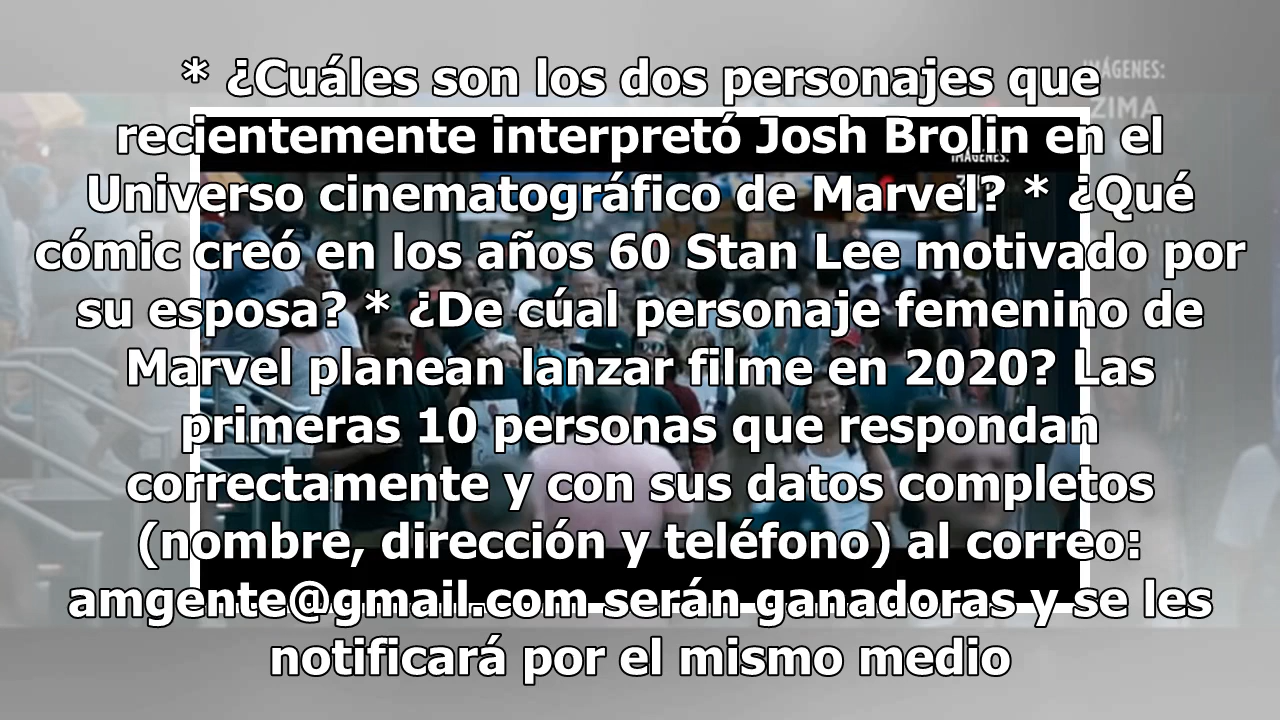 * ¿Cuáles son los dos personajes que
recientemente interpretó Josh Brolin en el
Universo cinematográfico de Marvel? * ¿Qué
cómic creó en los años 60 Stan Lee motivado por
su esposa? * ¿De cúal personaje femenino de
Marvel planean lanzar filme en 2020? Las
primeras 10 personas que respondan
correctamente y con sus datos completos
(nombre, dirección y teléfono) al correo:
amgente@gmail.com serán ganadoras y se les
notificará por el mismo medio
IMÁGENES:
ZIMA
IMÁGENES: